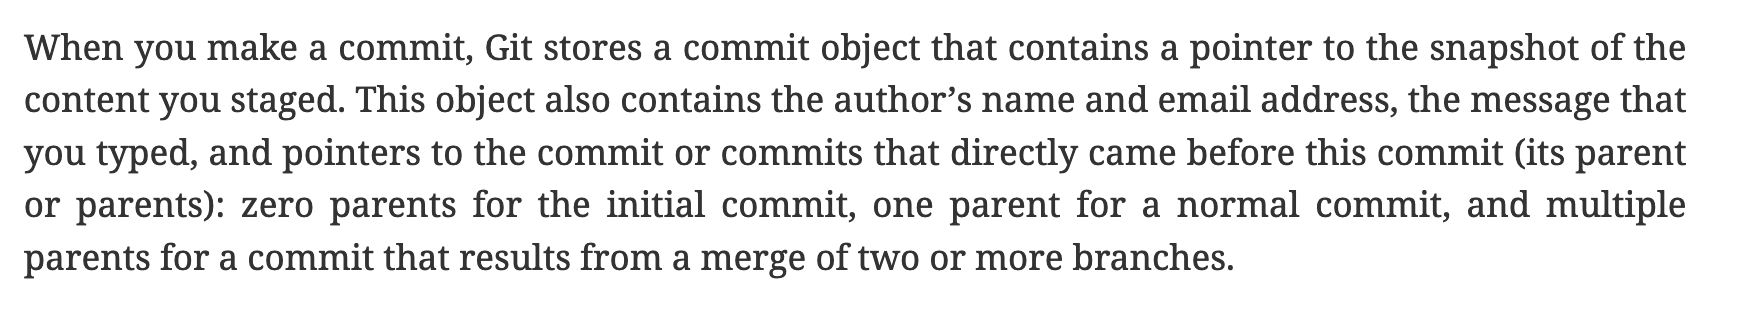 When you make a commit, Git stores a commit object that contains a pointer to the snapshot of the
content you staged. This object also contains the author’s name and email address, the message that
you typed, and pointers to the commit or commits that directly came before this commit (its parent
or parents): zero parents for the initial commit, one parent for a normal commit, and multiple
parents for a commit that results from a merge of two or more branches.